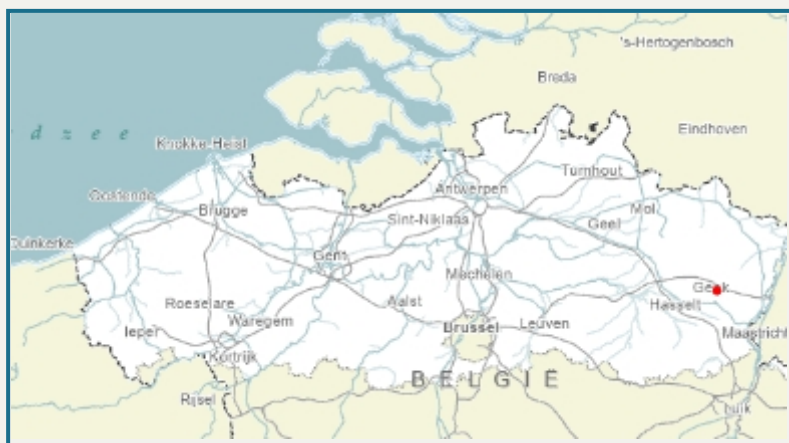 's-Hertogenbosch
Breda
Eindhoven
d z e e
Knokke-Heist
Turnhout
Antwerpen
Oostende
Brugge
Sint-Niklaas
Geel
Mol
Duinkerke
Gent
Mechelen
Genk
Roeselare
Aalst
Hasselt
Ieper
Waregem
Brussel
Leuven
Maastricht
Kortrijk
BELGIË
Rijsel
Luik